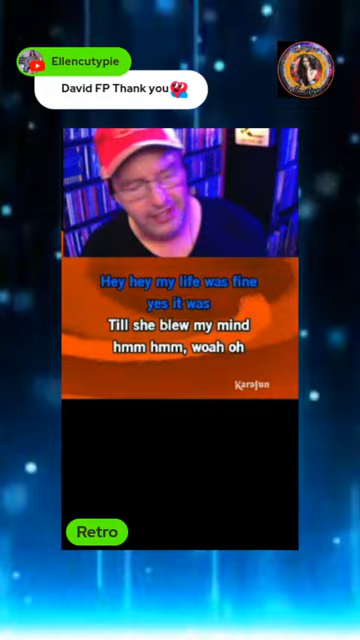 Ellencutypie
David FP Thank you
Hey hey my life was fine
yes it was
Till she blew my mind
hmm hmm, woah oh
Karafun
Retro